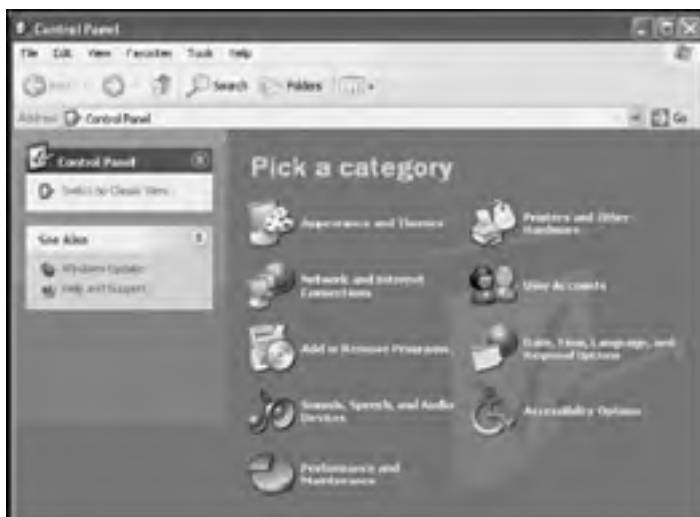 Control Panel
File Edit View Favorites Tools Help
Search Folders
Address Control Panel Go
Control Panel
Switch to Classic View
See Also
Windows Update
Help and Support
Pick a category
Appearance and Themes
Printers and Other
Hardware
Network and Internet
Connections
User Accounts
Add or Remove Programs
Date, Time, Language, and
Regional Options
Sounds, Speech, and Audio
Devices
Accessibility Options
Performance and
Maintenance